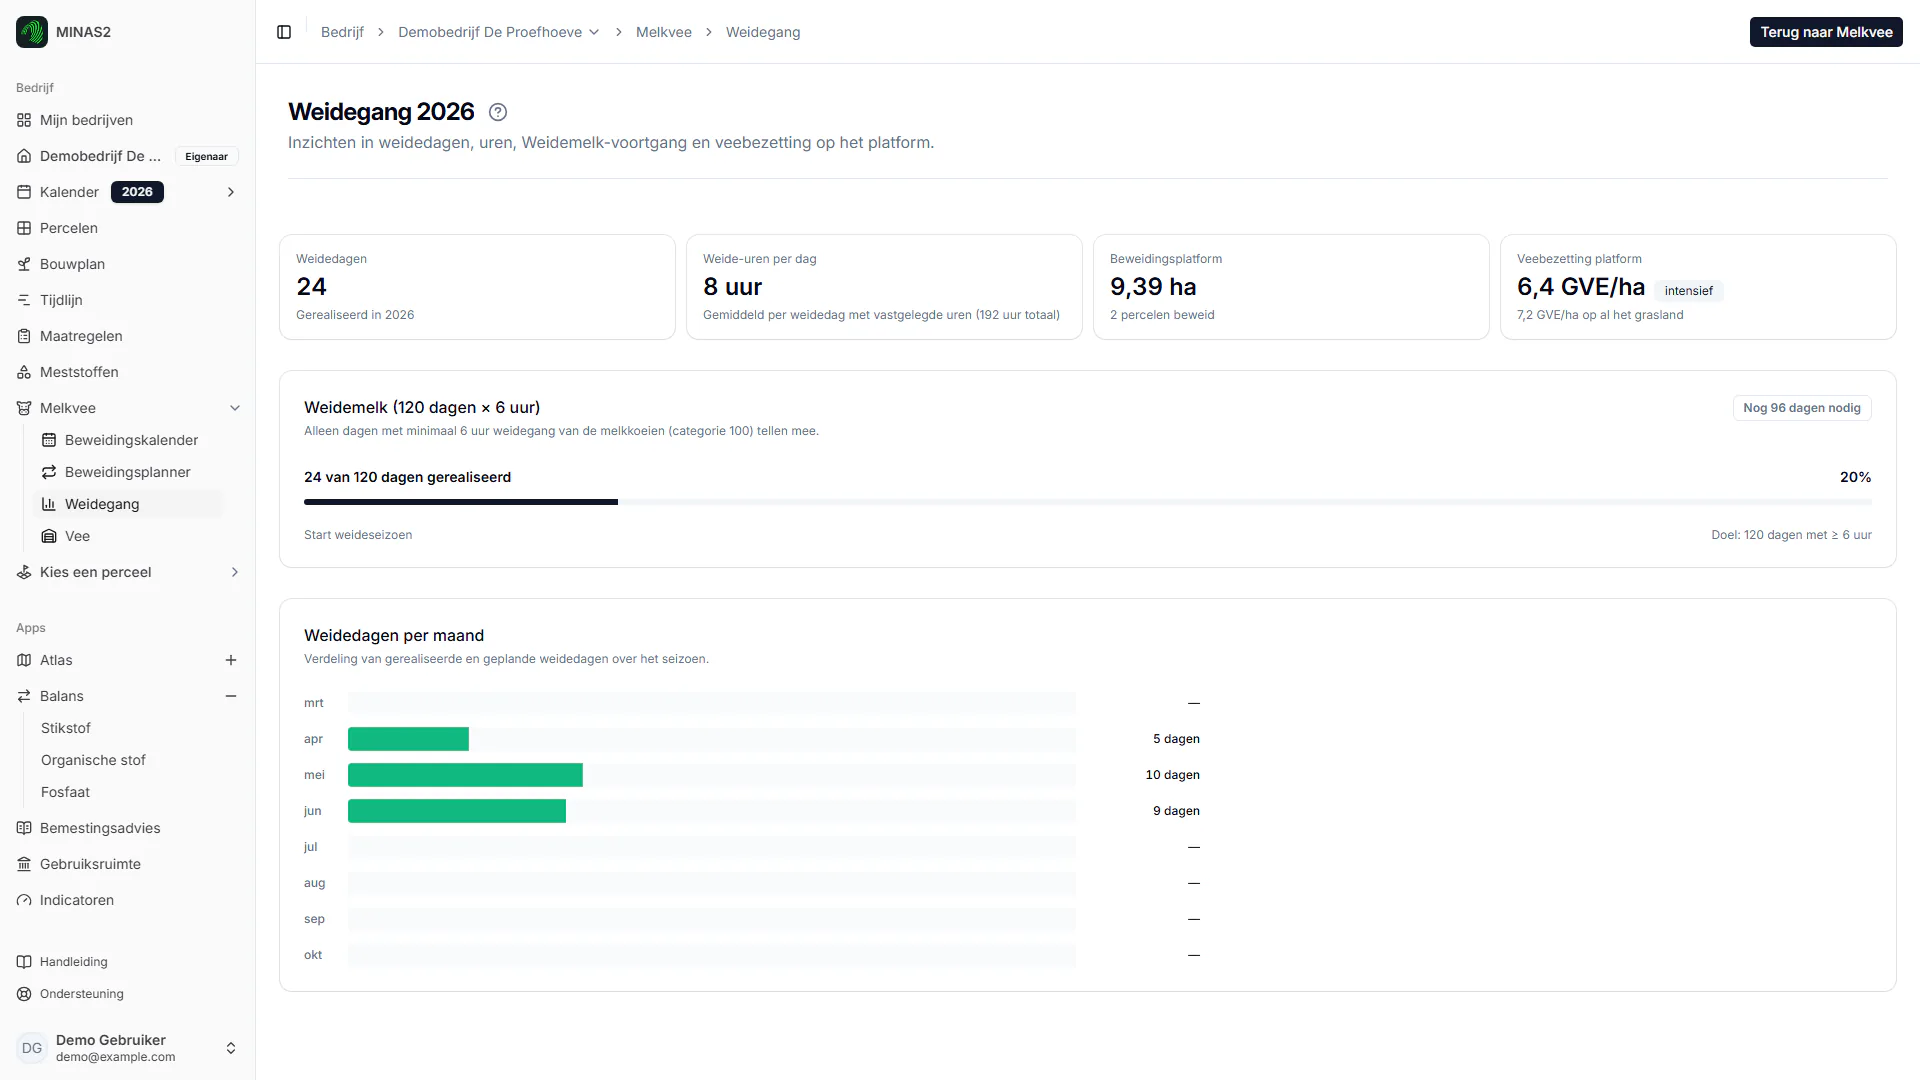 MINAS2
Bedrijf
Mijn bedrijven
Demobedrijf De ... Eigenaar
Kalender 2026
Percelen
Bouwplan
Tijdlijn
Maatregelen
Meststoffen
Melkvee
Beweidingskalender
Beweidingsplanner
Weidegang
Vee
Kies een perceel
Apps
Atlas
Balans
Stikstof
Organische stof
Fosfaat
Bemestingsadvies
Gebruiksruimte
Indicatoren
Handleiding
Ondersteuning
DG Demo Gebruiker
demo@example.com
Bedrijf Demobedrijf De Proefhoeve Melkvee Weidegang
Terug naar Melkvee
Weidegang 2026
Inzichten in weidedagen, uren, Weidemelk-voortgang en veebezetting op het platform.
Weidedagen
24
Gerealiseerd in 2026
Weide-uren per dag
8 uur
Gemiddeld per weidedag met vastgelegde uren (192 uur totaal)
Beweidingsplatform
9,39 ha
2 percelen beweid
Veebezetting platform
6,4 GVE/ha intensief
7,2 GVE/ha op al het grasland
Weidemelk (120 dagen × 6 uur)
Nog 96 dagen nodig
Alleen dagen met minimaal 6 uur weidegang van de melkkoeien (categorie 100) tellen mee.
24 van 120 dagen gerealiseerd 20%
Start weideseizoen Doel: 120 dagen met ≥ 6 uur
Weidedagen per maand
Verdeling van gerealiseerde en geplande weidedagen over het seizoen.
mrt —
apr 5 dagen
mei 10 dagen
jun 9 dagen
jul —
aug —
sep —
okt —